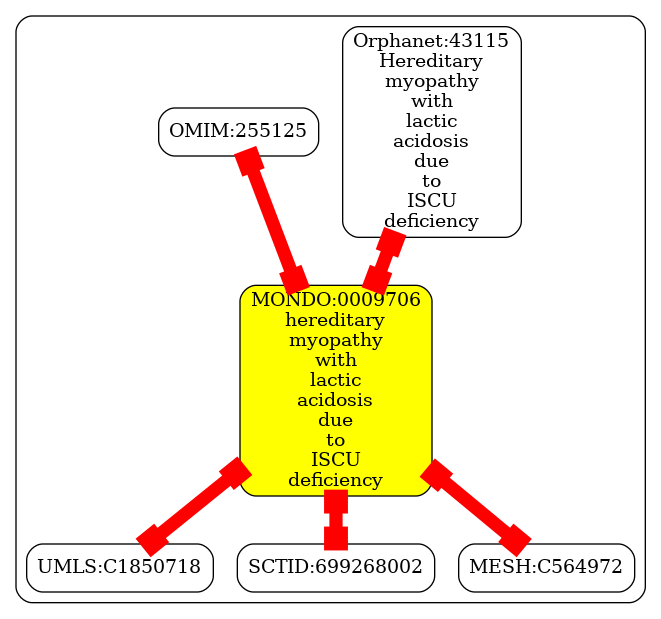 Orphanet:43115
Hereditary
myopathy
with
lactic
acidosis
due
to
ISCU
deficiency
OMIM:255125
MONDO:0009706
hereditary
myopathy
with
lactic
acidosis
due
to
ISCU
deficiency
UMLS:C1850718
SCTID:699268002
MESH:C564972